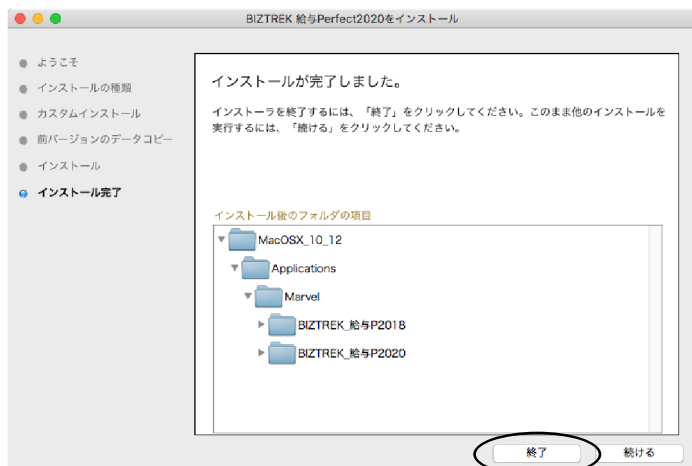 BIZTREK 給与Perfect2020をインストール
ようこそ
インストールの種類
カスタムインストール
前バージョンのデータコピー
インストール
インストール完了
インストールが完了しました。
インストーラを終了するには、「終了」をクリックしてください。このまま他のインストールを
実行するには、「続ける」をクリックしてください。
インストール後のフォルダの項目
MacOSX_10_12
Applications
Marvel
BIZTREK_給与P2018
BIZTREK_給与P2020
終了
続ける